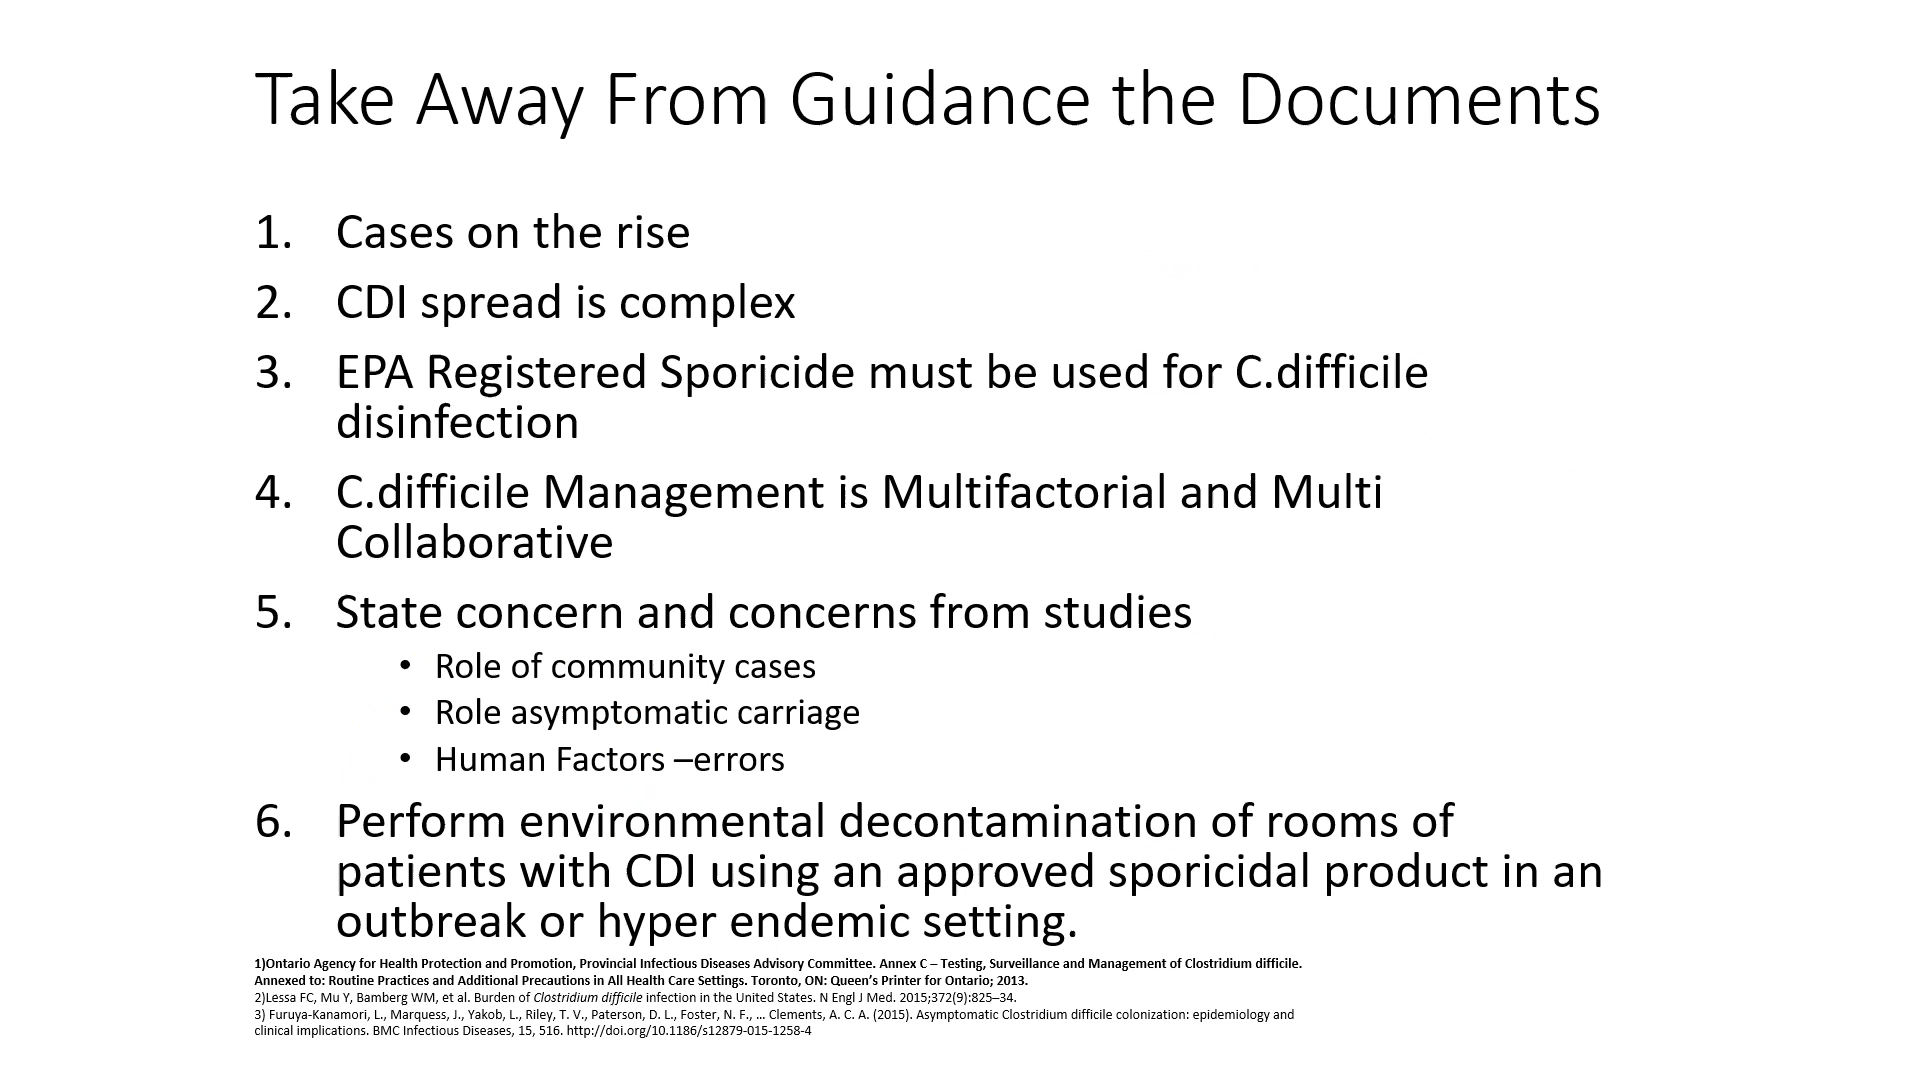 Take Away From Guidance the Documents
1. Cases on the rise
2. CDI spread is complex
3. EPA Registered Sporicide must be used for C.difficile
disinfection
4. C.difficile Management is Multifactorial and Multi
Collaborative
5. State concern and concerns from studies
• Role of community cases
• Role asymptomatic carriage
• Human Factors –errors
6. Perform environmental decontamination of rooms of
patients with CDI using an approved sporicidal product in an
outbreak or hyper endemic setting.
1)Ontario Agency for Health Protection and Promotion, Provincial Infectious Diseases Advisory Committee. Annex C – Testing, Surveillance and Management of Clostridium difficile.
Annexed to: Routine Practices and Additional Precautions in All Health Care Settings. Toronto, ON: Queen’s Printer for Ontario; 2013.
2)Lessa FC, Mu Y, Bamberg WM, et al. Burden of Clostridium difficile infection in the United States. N Engl J Med. 2015;372(9):825–34.
3) Furuya-Kanamori, L., Marquess, J., Yakob, L., Riley, T. V., Paterson, D. L., Foster, N. F., … Clements, A. C. A. (2015). Asymptomatic Clostridium difficile colonization: epidemiology and
clinical implications. BMC Infectious Diseases, 15, 516. http://doi.org/10.1186/s12879-015-1258-4